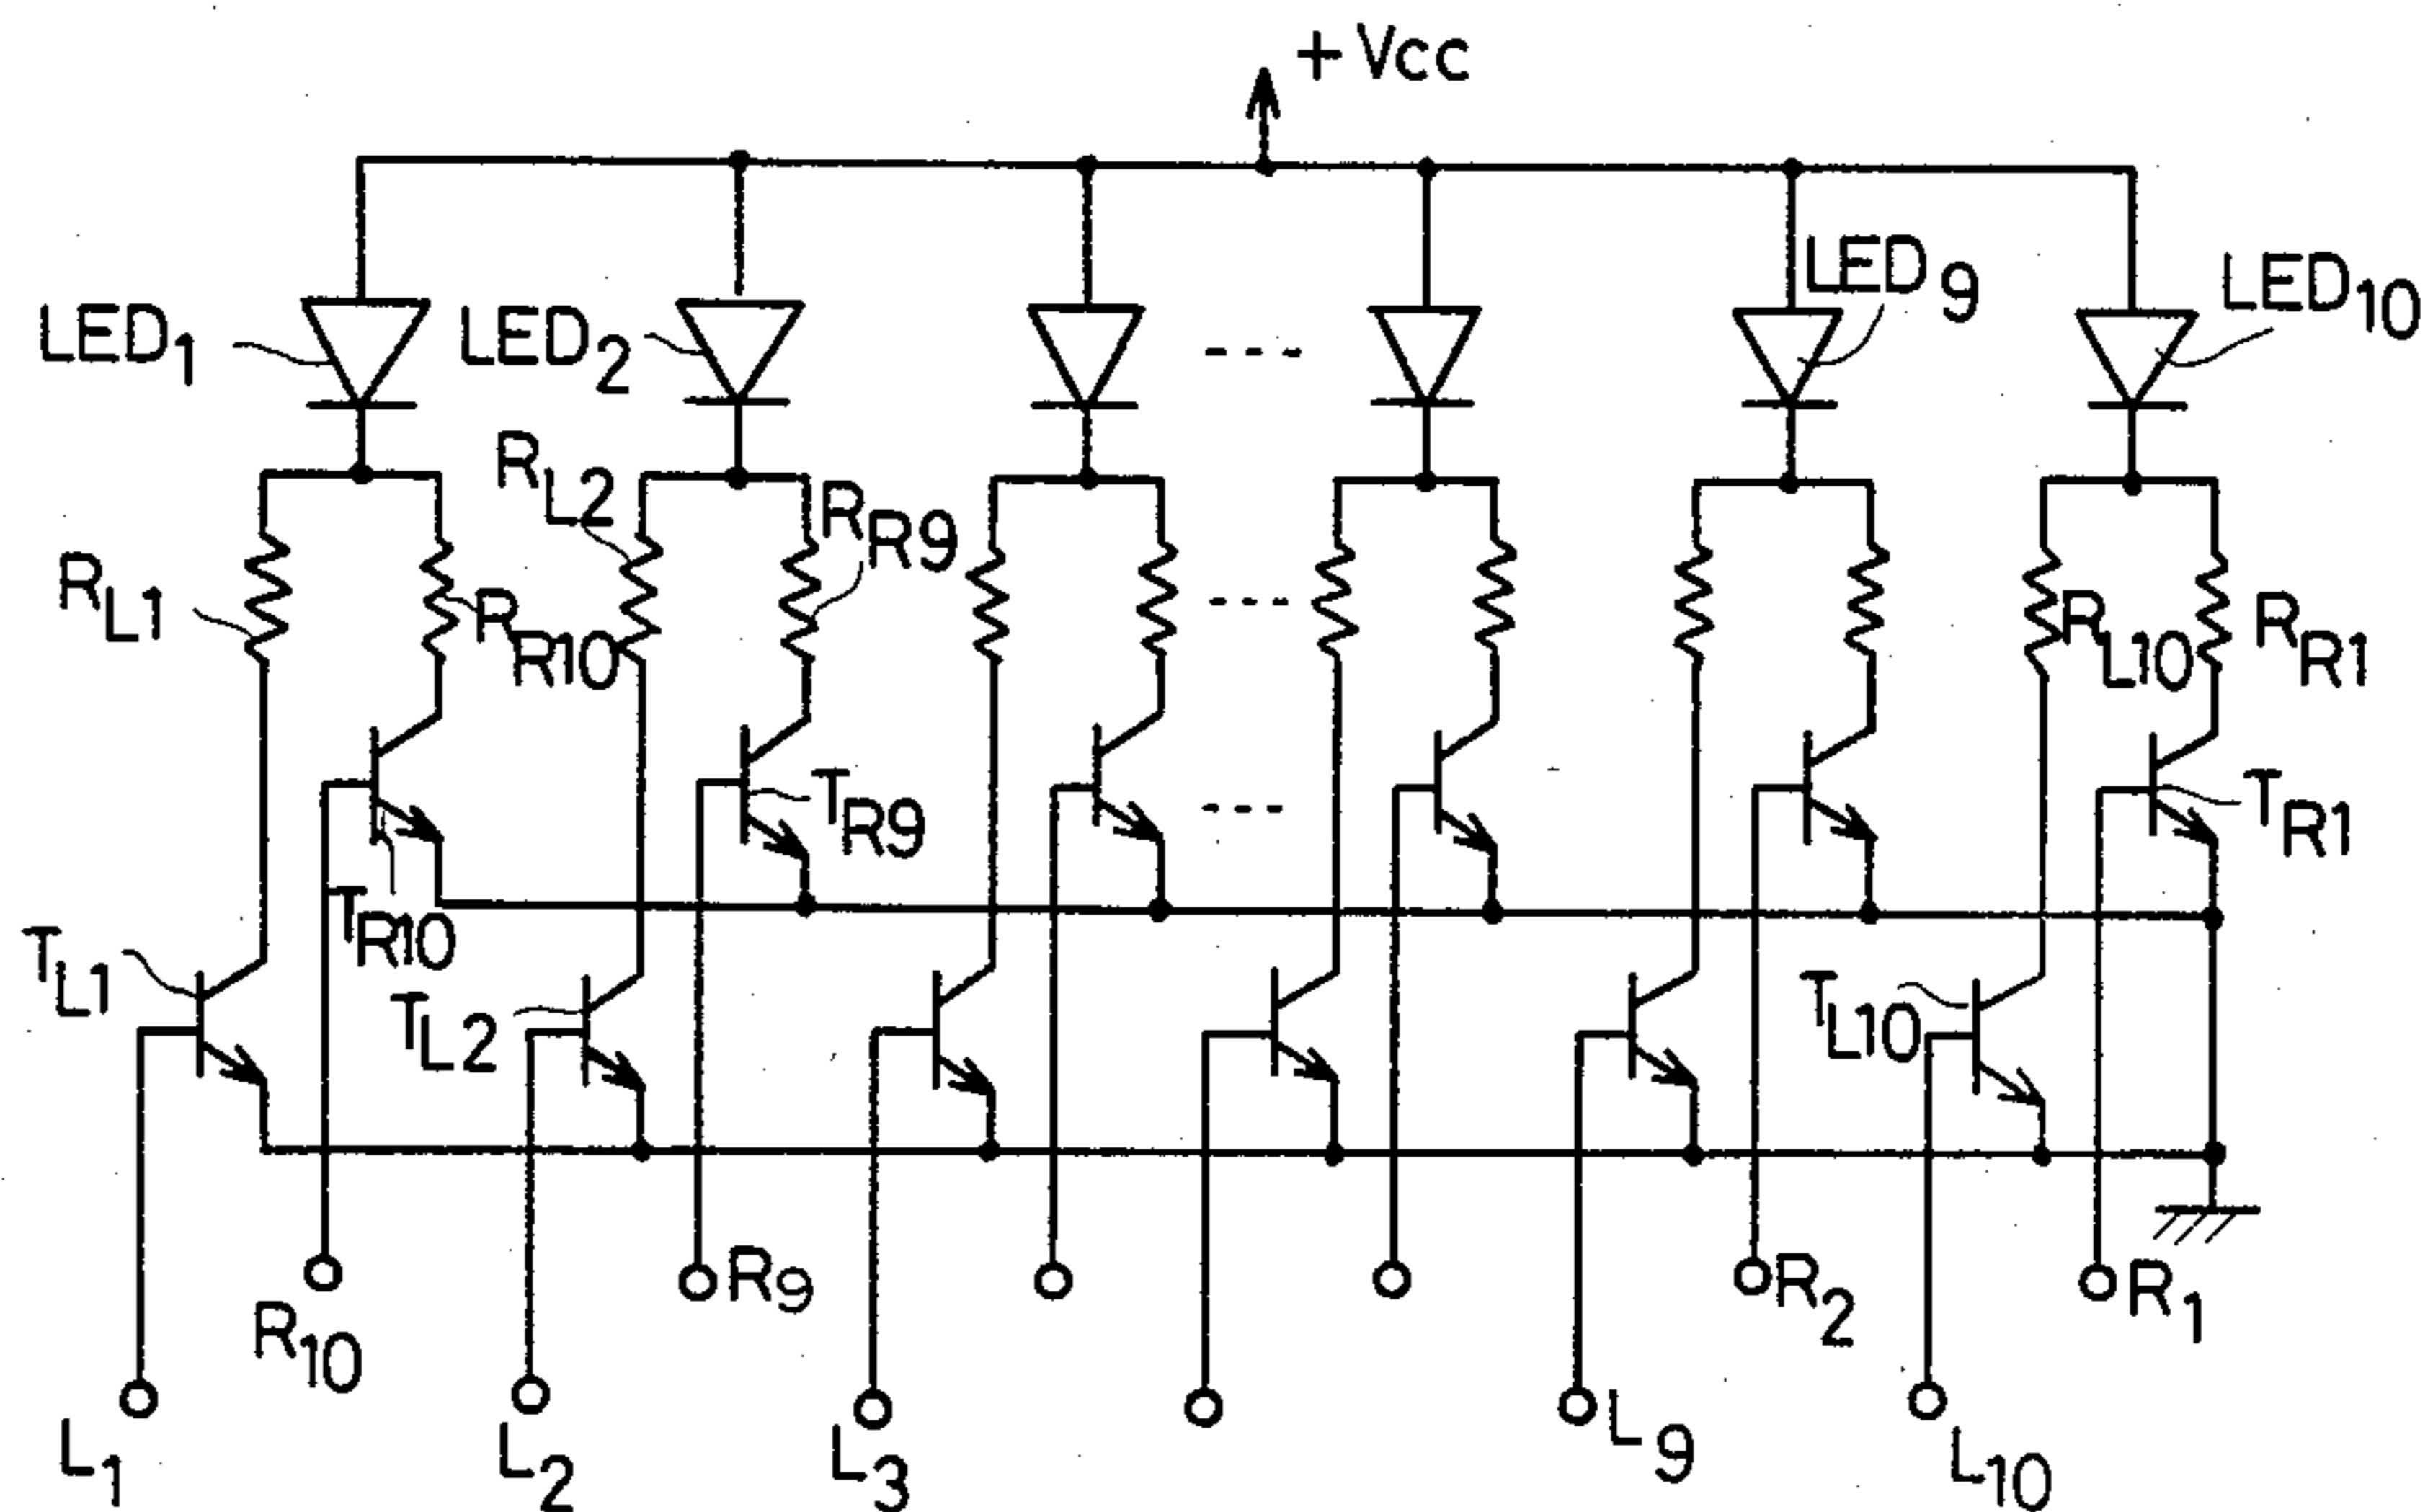 +Vcc
LED1
LED2
LED9
LED10
RL1
RR10
RL2
RR9
RL10
RR1
TR10
TR9
TR1
TL1
TL2
TL10
R10
R9
R2
R1
L1
L2
L3
L9
L10